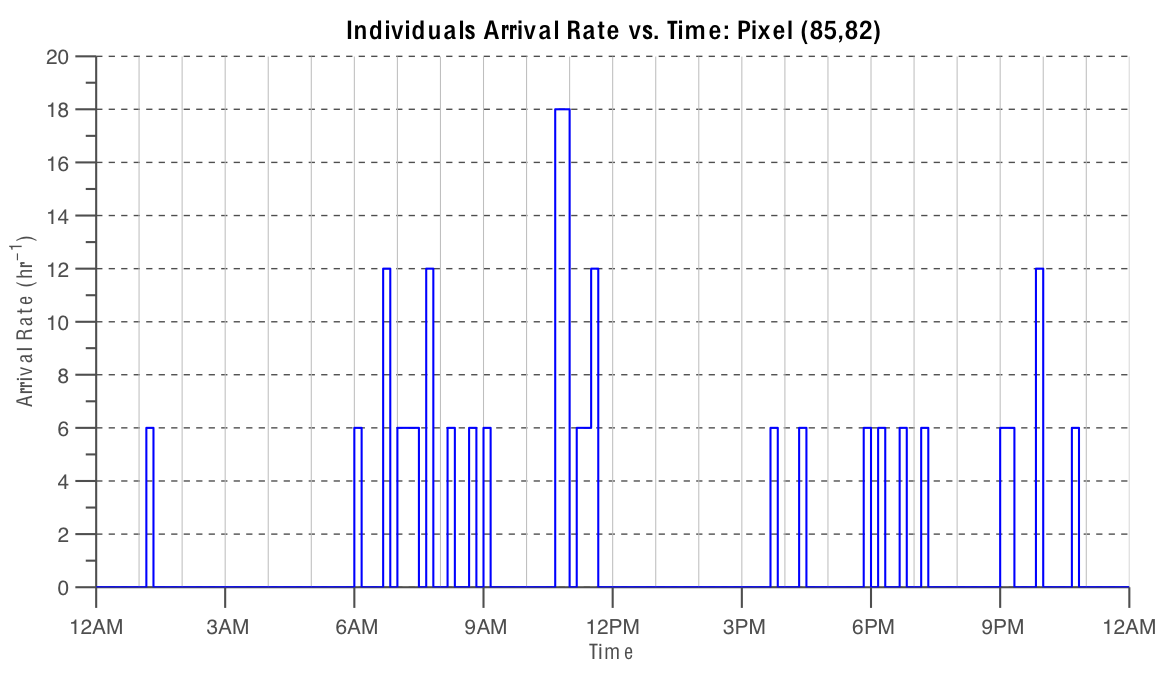 Individuals Arrival Rate vs. Time: Pixel (85,82)
20
18
16
14
12
10
8
6
4
2
0
Arrival Rate (hr⁻¹)
12AM 3AM 6AM 9AM 12PM 3PM 6PM 9PM 12AM
Time